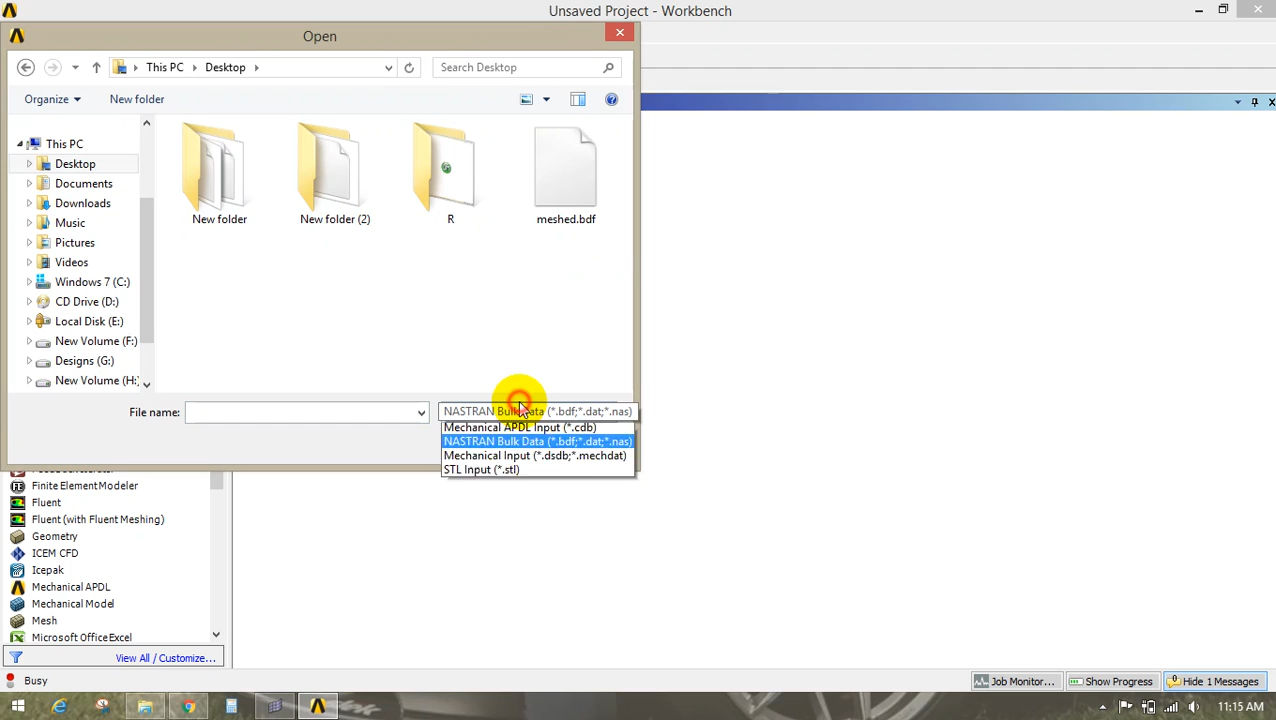 Unsaved Project - Workbench
Open
This PC
Desktop
Search Desktop
Organize
New folder
This PC
Desktop
Documents
Downloads
Music
Pictures
Videos
Windows 7 (C:)
CD Drive (D:)
Local Disk (E:)
New Volume (F:)
Designs (G:)
New Volume (H:)
New folder
New folder (2)
R
meshed.bdf
File name:
NASTRAN Bulk Data (*.bdf;*.dat;*.nas)
Mechanical APDL Input (*.cdb)
NASTRAN Bulk Data (*.bdf;*.dat;*.nas)
Mechanical Input (*.dsdb;*.mechdat)
STL Input (*.stl)
Finite Element Modeler
Fluent
Fluent (with Fluent Meshing)
Geometry
ICEM CFD
Icepak
Mechanical APDL
Mechanical Model
Mesh
Microsoft Office Excel
View All / Customize...
Busy
Job Monitor...
Show Progress
Hide 1 Messages
11:15 AM